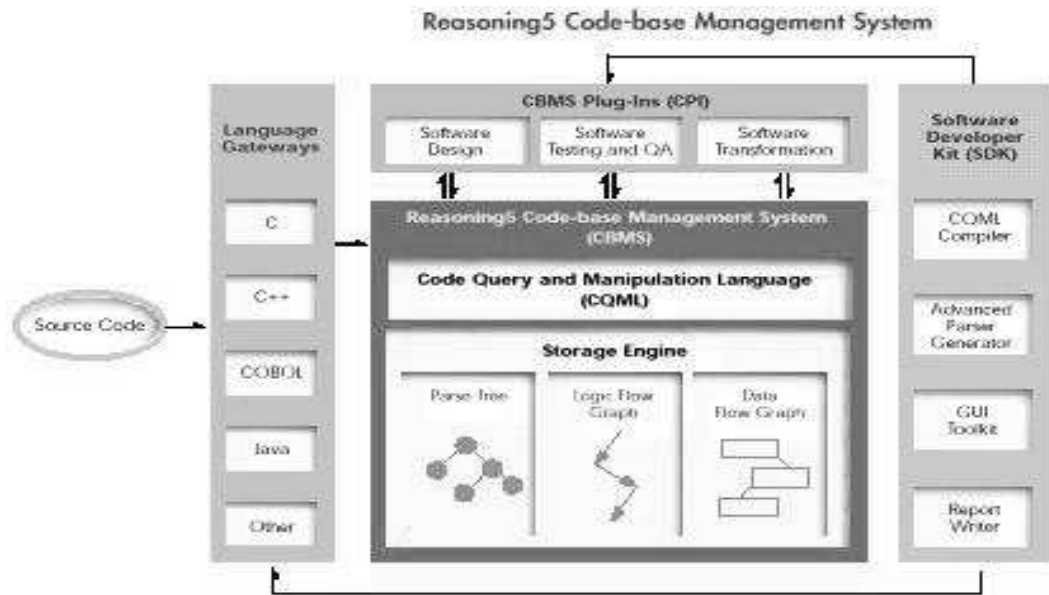 Reasoning5 Code-base Management System
Language
Gateways
C
C++
COBOL
Java
Other
Source Code
CBMS Plug-Ins (CPI)
Software
Design
Software
Testing and QA
Software
Transformation
Reasoning5 Code-base Management System
(CBMS)
Code Query and Manipulation Language
(CQML)
Storage Engine
Parse Tree
Logic Flow
Graph
Data
Flow Graph
Software
Developer
Kit (SDK)
CQML
Compiler
Advanced
Parser
Generator
GUI
Toolkit
Report
Writer